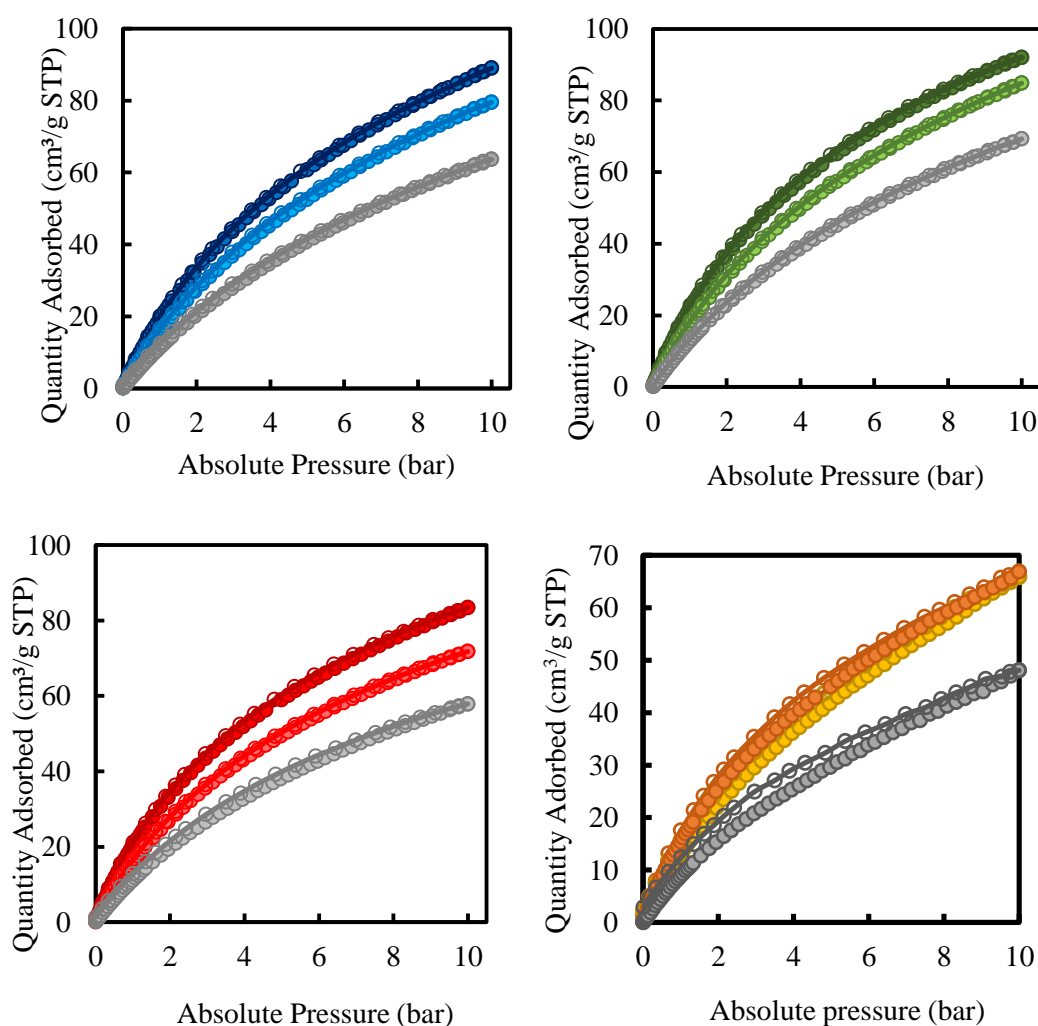 Quantity Adsorbed (cm³/g STP)
100
80
60
40
20
0
0 2 4 6 8 10
Absolute Pressure (bar)
Quantity Adsorbed (cm³/g STP)
100
80
60
40
20
0
0 2 4 6 8 10
Absolute Pressure (bar)
Quantity Adsorbed (cm³/g STP)
100
80
60
40
20
0
0 2 4 6 8 10
Absolute Pressure (bar)
Quantity Adorbed (cm³/g STP)
70
60
50
40
30
20
10
0
0 2 4 6 8 10
Absolute pressure (bar)